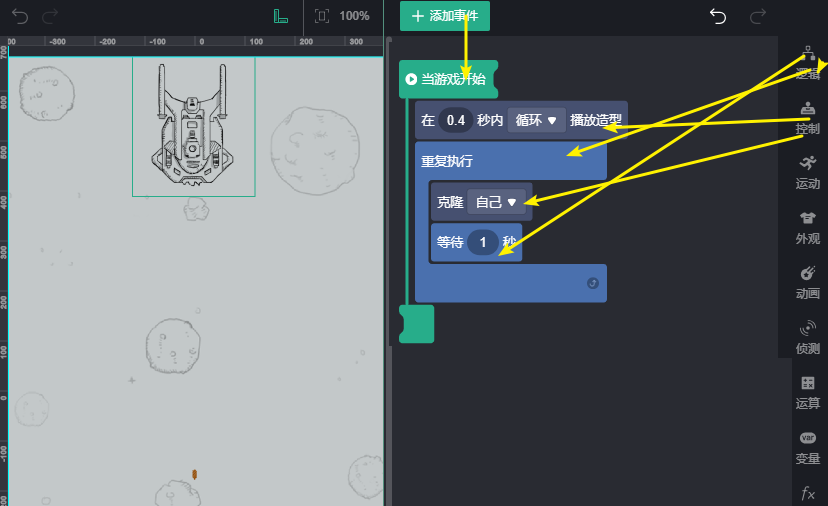 100%
添加事件
-300
-200
-100
0
100
200
300
700
600
500
400
300
200
100
0
-100
当游戏开始
在 0.4 秒内 循环 ▼ 播放造型
重复执行
克隆 自己 ▼
等待 1 秒
逻辑
控制
运动
外观
动画
侦测
运算
var
变量
fx